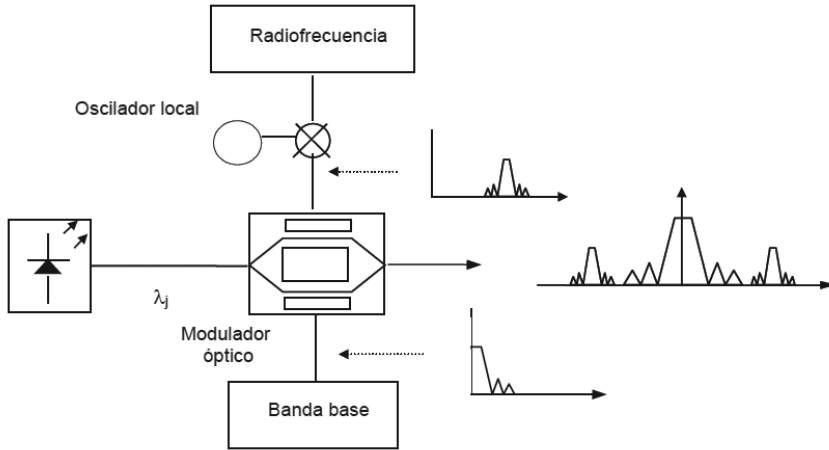 Radiofrecuencia
Oscilador local
λj
Modulador
óptico
Banda base